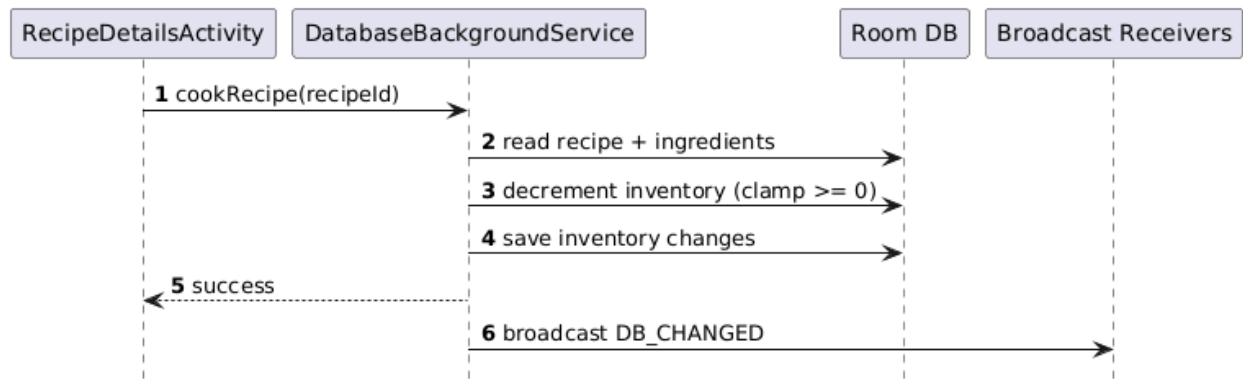 RecipeDetailsActivity
DatabaseBackgroundService
Room DB
Broadcast Receivers
1 cookRecipe(recipeId)
2 read recipe + ingredients
3 decrement inventory (clamp >= 0)
4 save inventory changes
5 success
6 broadcast DB_CHANGED